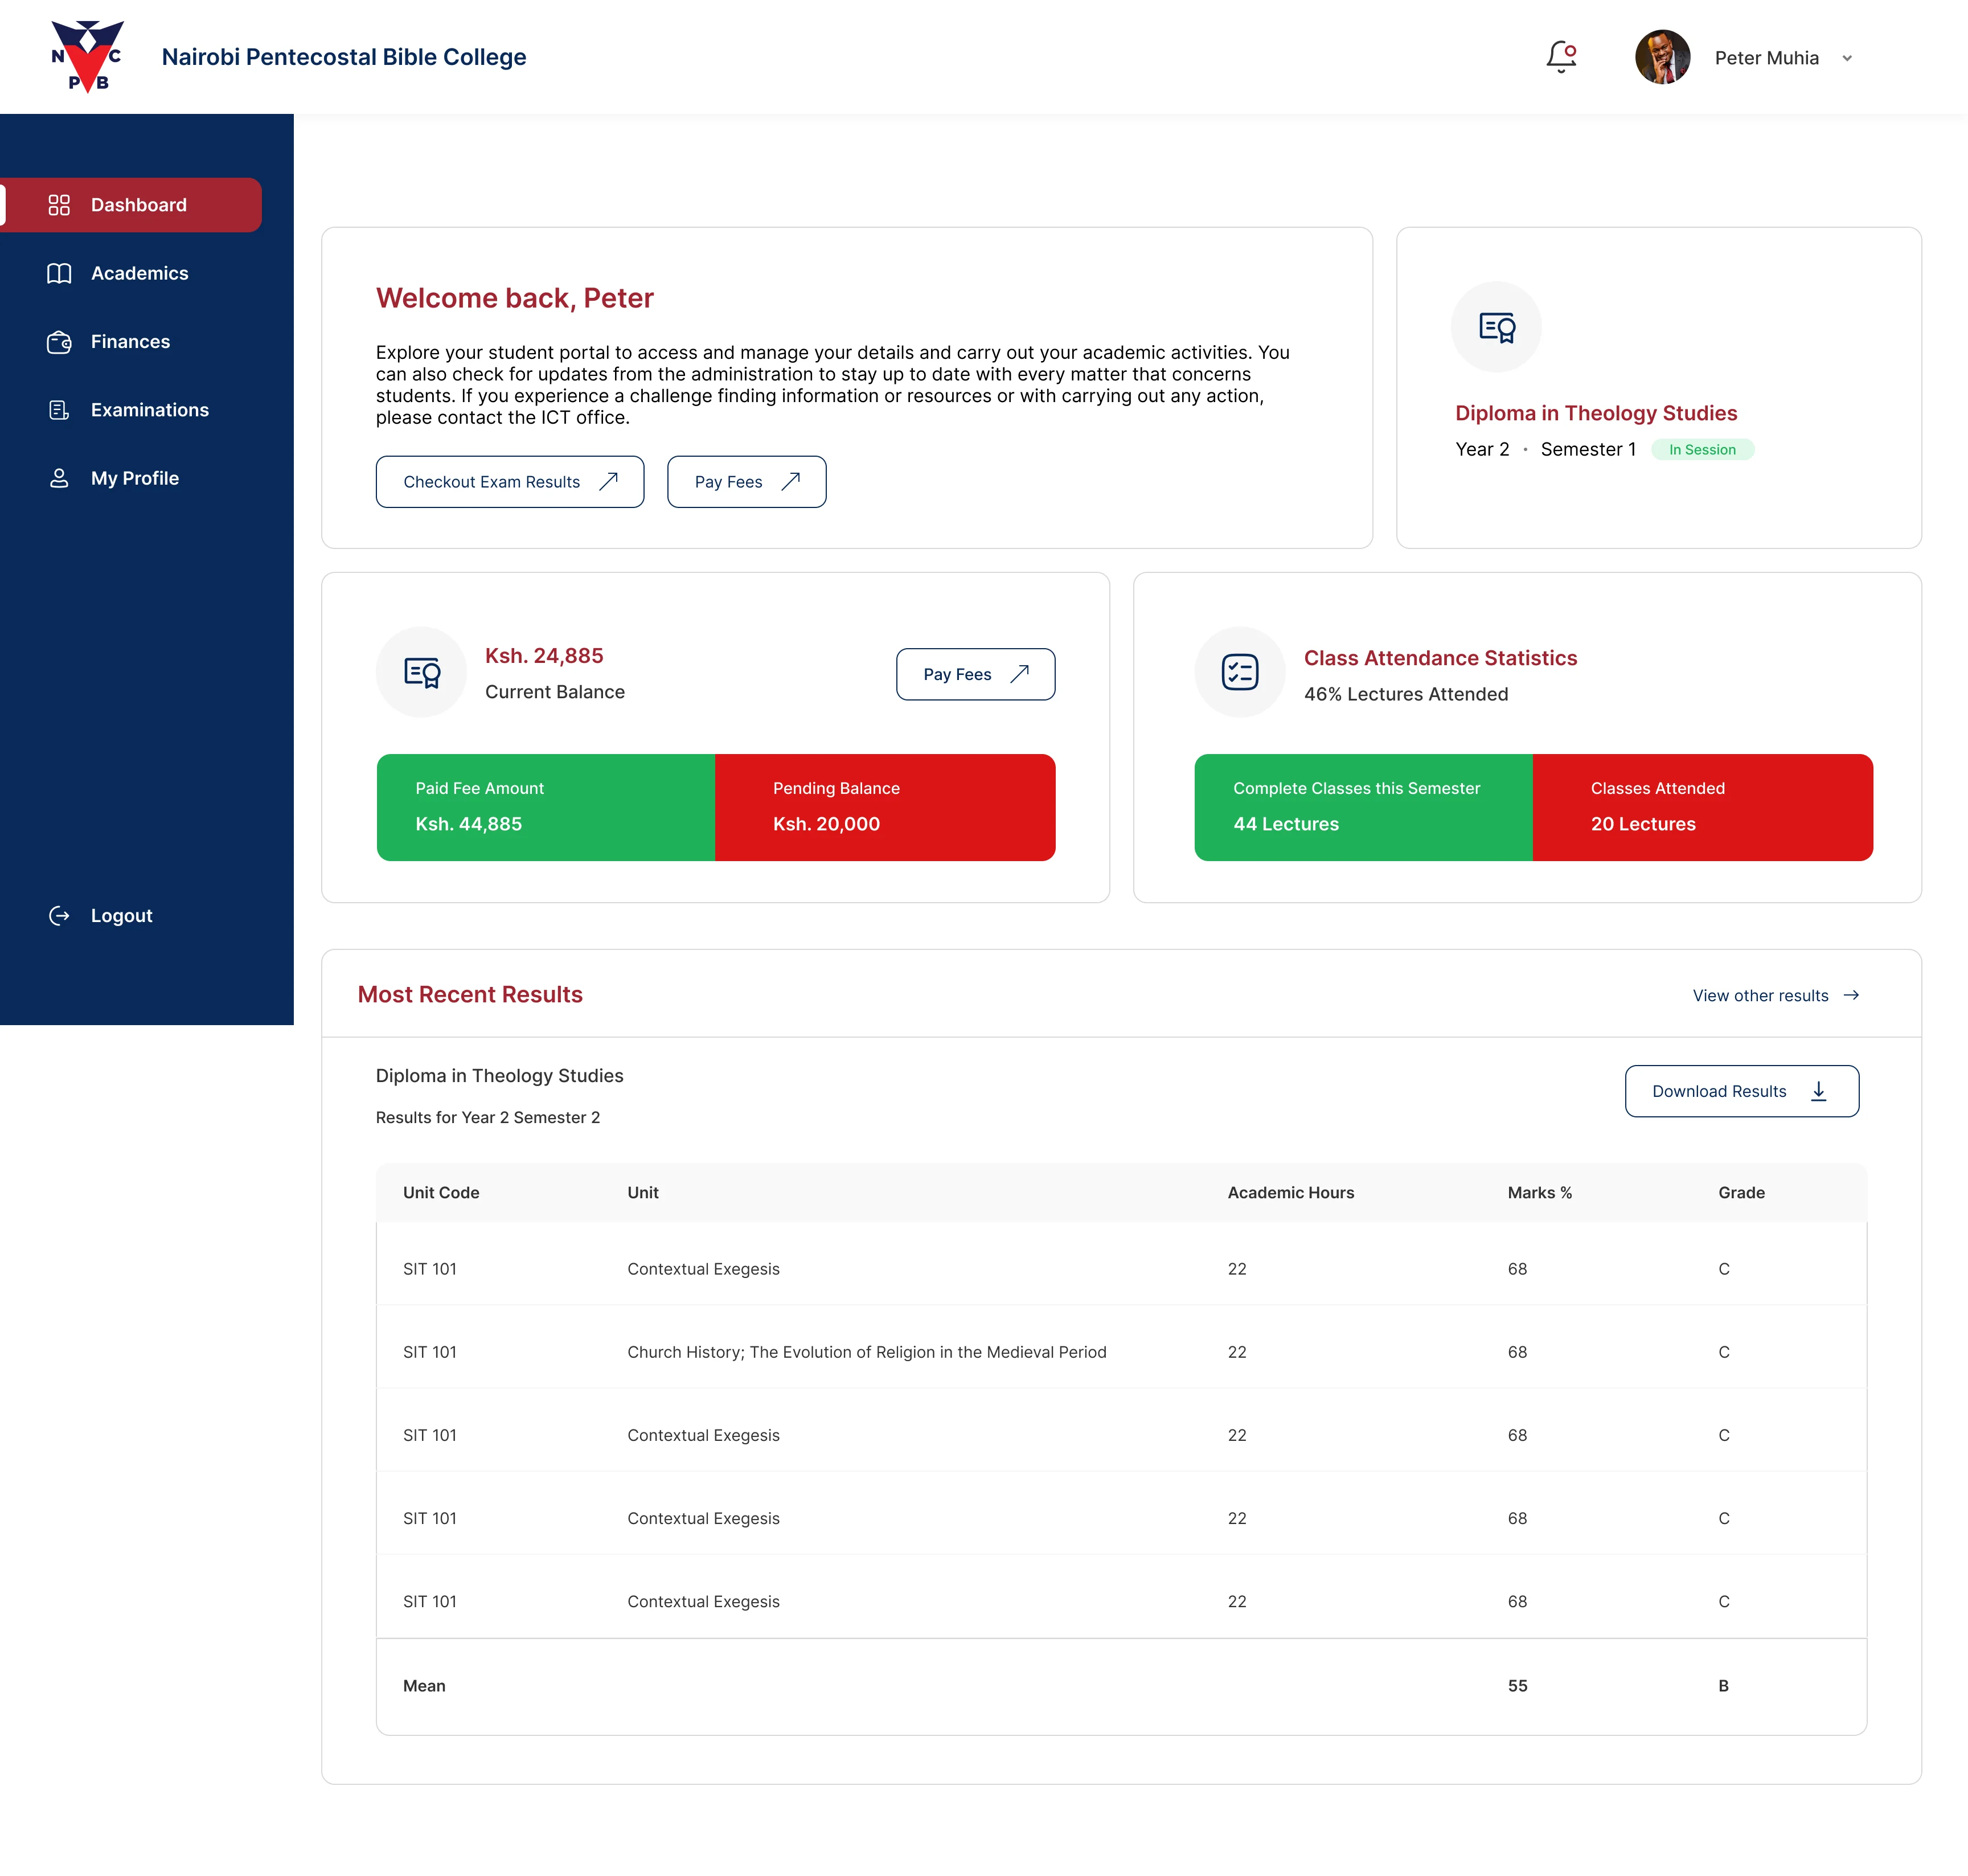 N C
P B
Nairobi Pentecostal Bible College
Peter Muhia
Dashboard
Academics
Finances
Examinations
My Profile
Logout
Welcome back, Peter
Explore your student portal to access and manage your details and carry out your academic activities. You
can also check for updates from the administration to stay up to date with every matter that concerns
students. If you experience a challenge finding information or resources or with carrying out any action,
please contact the ICT office.
Checkout Exam Results
Pay Fees
Diploma in Theology Studies
Year 2 • Semester 1 In Session
Ksh. 24,885
Current Balance
Pay Fees
Paid Fee Amount
Ksh. 44,885
Pending Balance
Ksh. 20,000
Class Attendance Statistics
46% Lectures Attended
Complete Classes this Semester
44 Lectures
Classes Attended
20 Lectures
Most Recent Results
View other results
Diploma in Theology Studies
Results for Year 2 Semester 2
Download Results
Unit Code Unit Academic Hours Marks % Grade
SIT 101 Contextual Exegesis 22 68 C
SIT 101 Church History; The Evolution of Religion in the Medieval Period 22 68 C
SIT 101 Contextual Exegesis 22 68 C
SIT 101 Contextual Exegesis 22 68 C
SIT 101 Contextual Exegesis 22 68 C
Mean 55 B